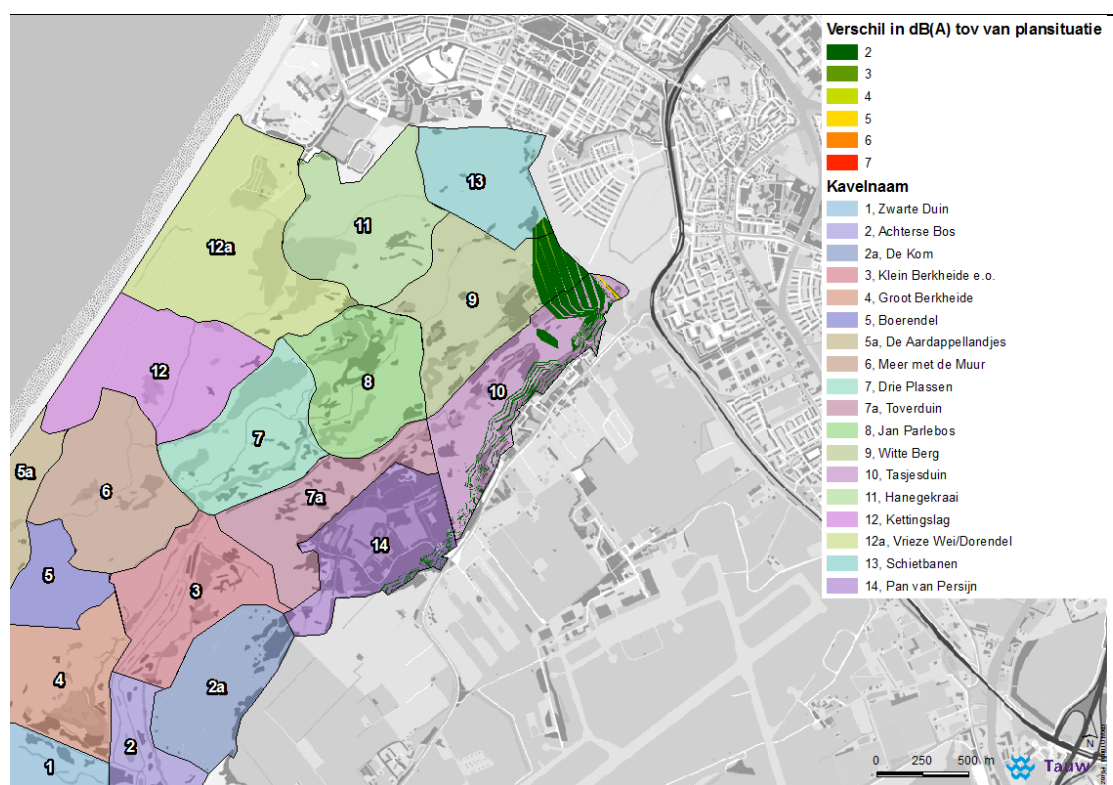 Verschil in dB(A) tov van plansituatie
2
3
4
5
6
7
Kavelnaam
1, Zwarte Duin
2, Achterse Bos
2a, De Kom
3, Klein Berkheide e.o.
4, Groot Berkheide
5, Boerendel
5a, De Aardappellandjes
6, Meer met de Muur
7, Drie Plassen
7a, Toverduin
8, Jan Parlebos
9, Witte Berg
10, Tasjesduin
11, Hanegekraai
12, Kettingslag
12a, Vrieze Wei/Dorendel
13, Schietbanen
14, Pan van Persijn
13
11
12a
9
12
8
10
7
5a
6
7a
14
5
3
4
2a
2
1
N
0 250 500 m
Tauw